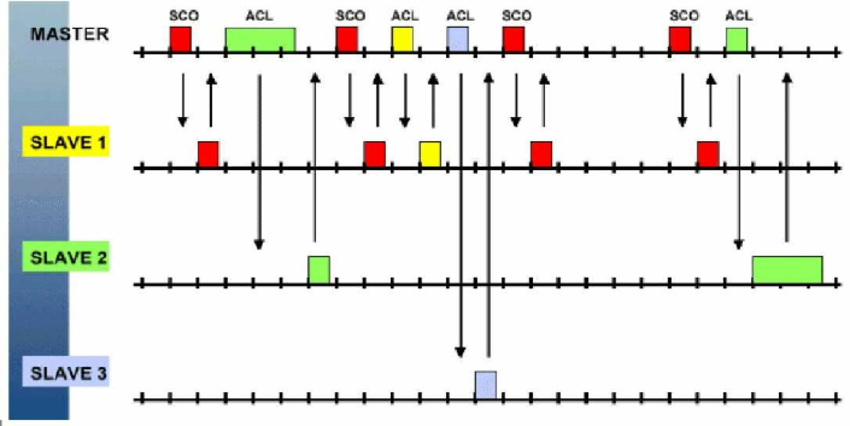 SCO ACL SCO ACL ACL SCO SCO ACL
MASTER
SLAVE 1
SLAVE 2
SLAVE 3